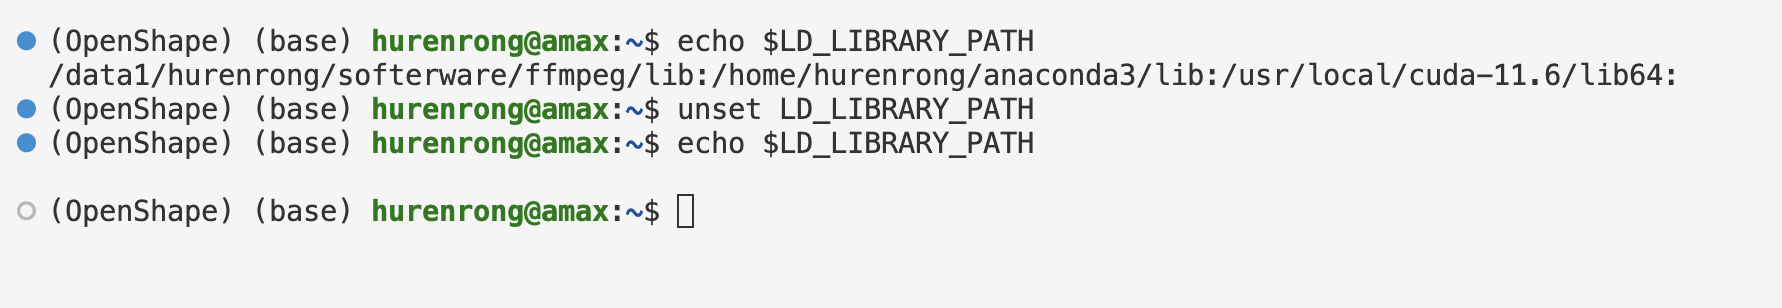 (OpenShape) (base) hurenrong@amax:~$ echo $LD_LIBRARY_PATH
/data1/hurenrong/softerware/ffmpeg/lib:/home/hurenrong/anaconda3/lib:/usr/local/cuda-11.6/lib64:
(OpenShape) (base) hurenrong@amax:~$ unset LD_LIBRARY_PATH
(OpenShape) (base) hurenrong@amax:~$ echo $LD_LIBRARY_PATH
(OpenShape) (base) hurenrong@amax:~$